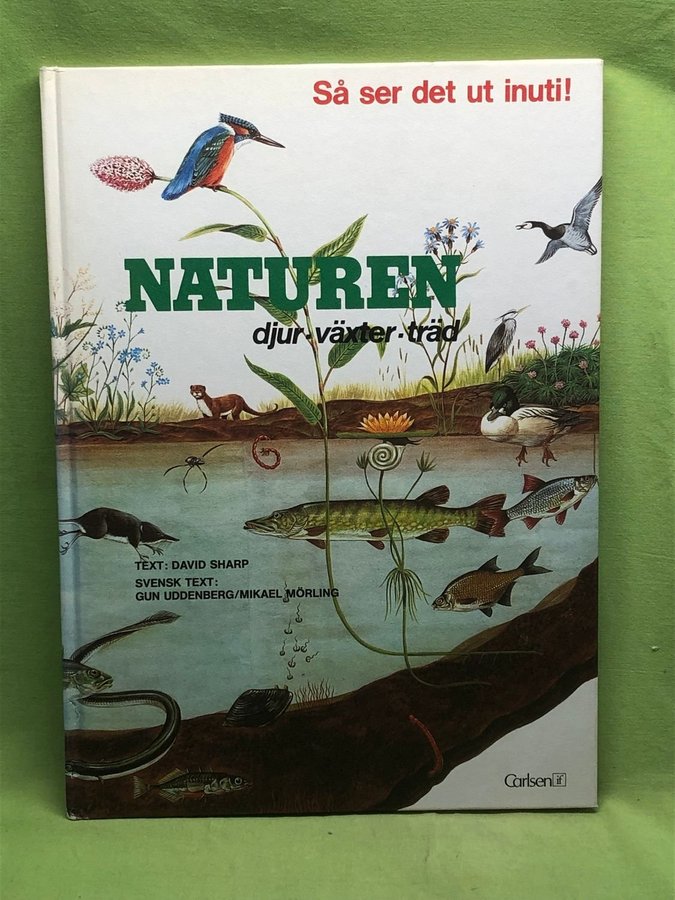 Så ser det ut inuti!
NATUREN
djur·växter·träd
TEXT: DAVID SHARP
SVENSK TEXT:
GUN UDDENBERG/MIKAEL MÖRLING
Carlsen if